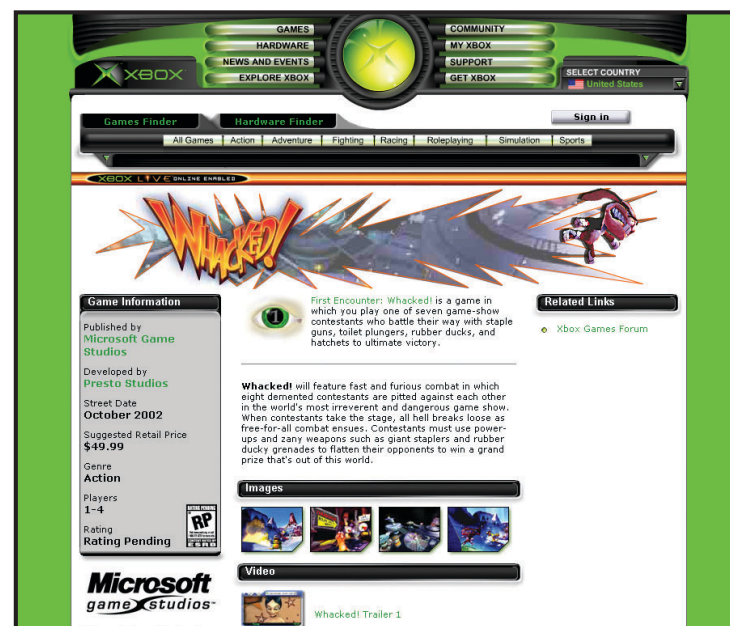 GAMES
HARDWARE
NEWS AND EVENTS
EXPLORE XBOX
COMMUNITY
MY XBOX
SUPPORT
GET XBOX
XBOX
SELECT COUNTRY
United States
Games Finder
Hardware Finder
Sign in
All Games
Action
Adventure
Fighting
Racing
Roleplaying
Simulation
Sports
XBOX LIVE ONLINE ENABLED
WHACKED!
Game Information
Published by
Microsoft Game
Studios
Developed by
Presto Studios
Street Date
October 2002
Suggested Retail Price
$49.99
Genre
Action
Players
1-4
Rating
Rating Pending
RATING PENDING
RP
Microsoft
game studios
1
First Encounter: Whacked! is a game in
which you play one of seven game-show
contestants who battle their way with staple
guns, toilet plungers, rubber ducks, and
hatchets to ultimate victory.
Whacked! will feature fast and furious combat in which
eight demented contestants are pitted against each other
in the world's most irreverent and dangerous game show.
When contestants take the stage, all hell breaks loose as
free-for-all combat ensues. Contestants must use power-
ups and zany weapons such as giant staplers and rubber
ducky grenades to flatten their opponents to win a grand
prize that's out of this world.
Images
Video
Whacked! Trailer 1
Related Links
Xbox Games Forum